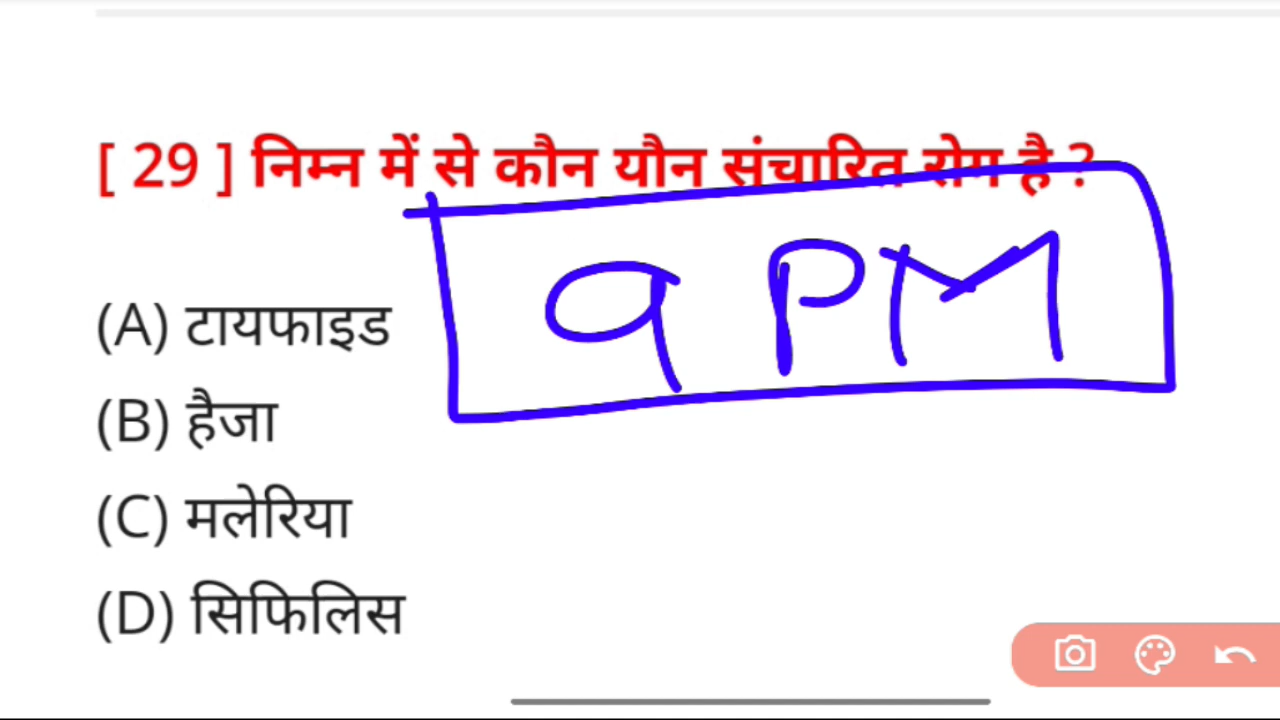 [ 29 ] निम्न में से कौन यौन संचारित रोग है ?
9 PM
(A) टायफाइड
(B) हैजा
(C) मलेरिया
(D) सिफिलिस